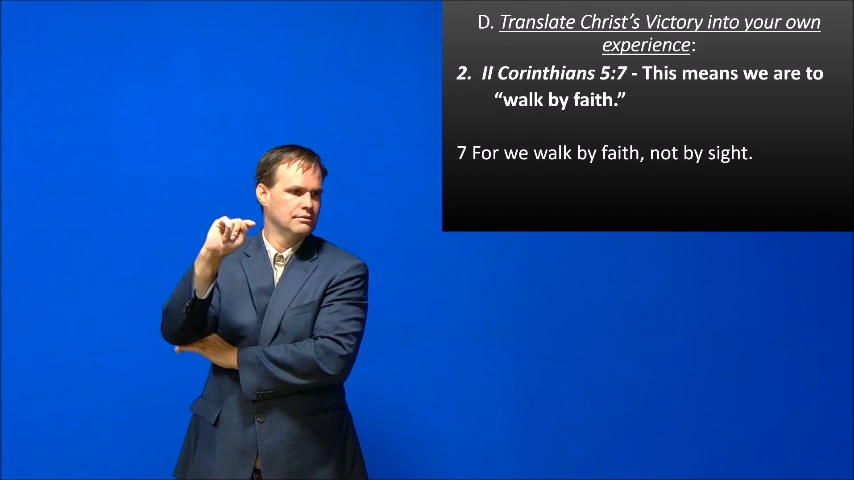 D. Translate Christ’s Victory into your own
experience:
2. II Corinthians 5:7 - This means we are to
“walk by faith.”
7 For we walk by faith, not by sight.